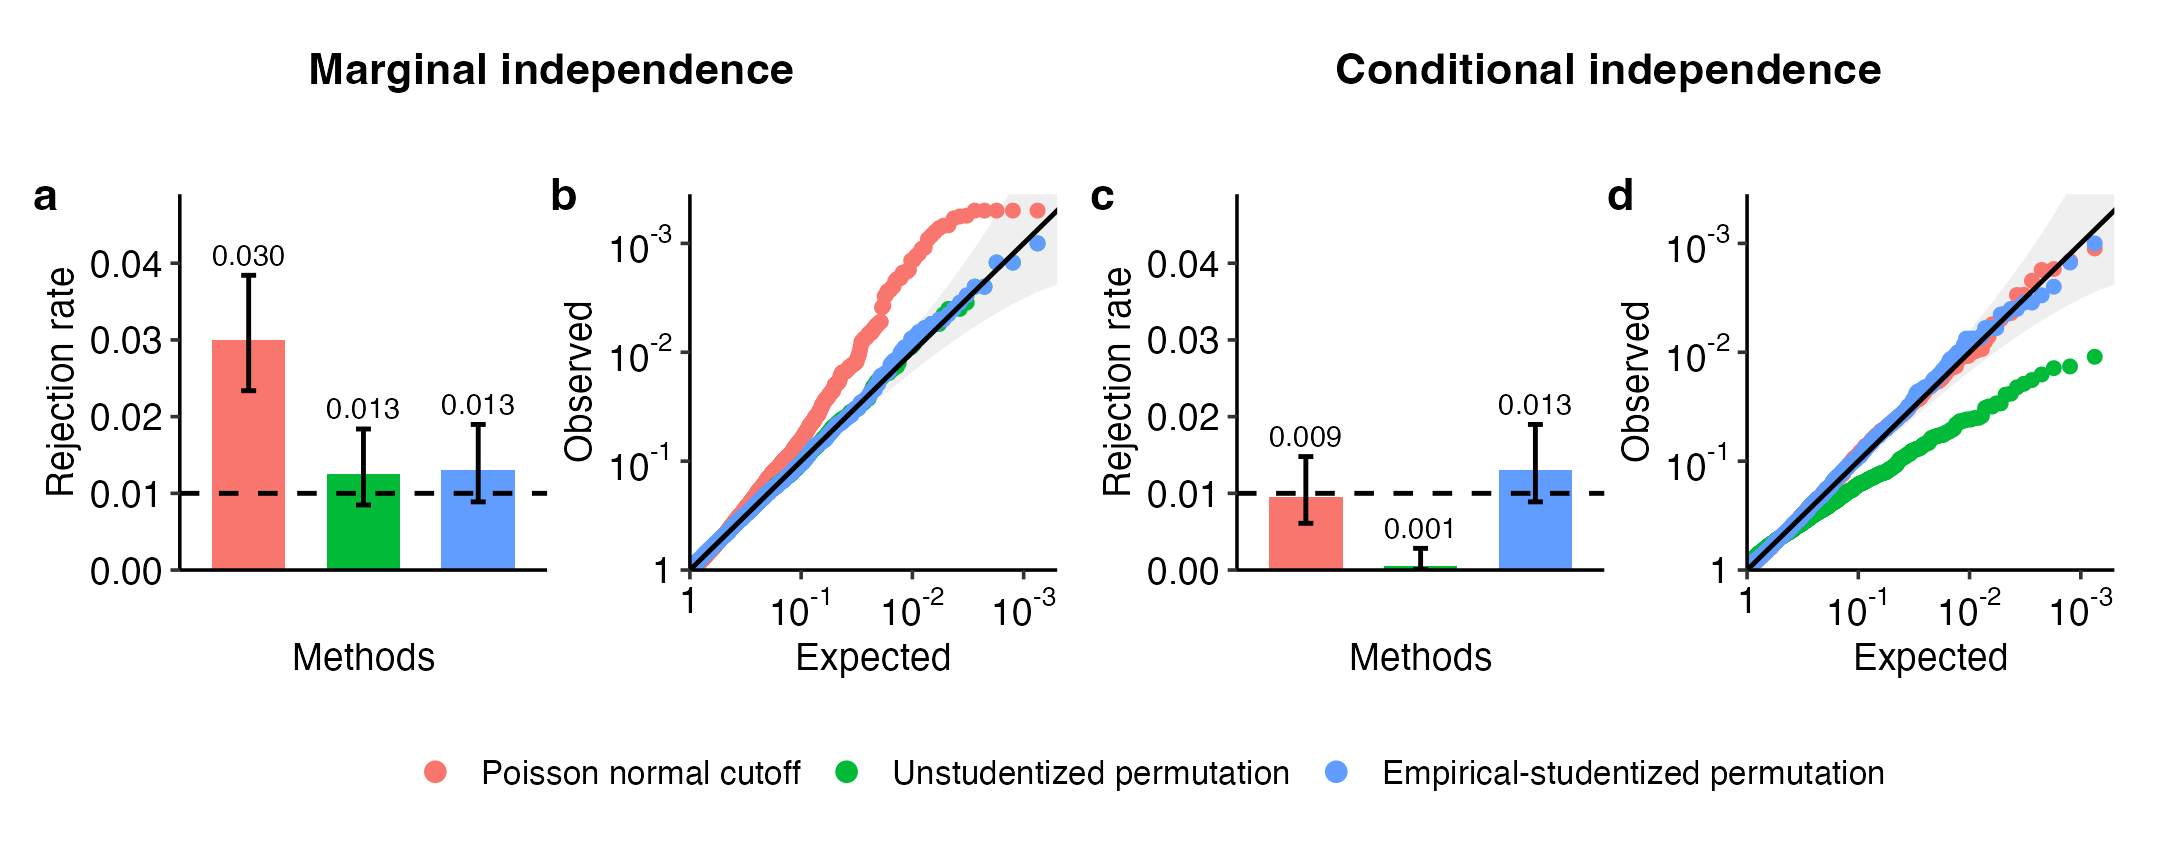 Marginal independence
Conditional independence
a
Rejection rate
0.04
0.03
0.02
0.01
0.00
0.030
0.013
0.013
Methods
b
Observed
10⁻³
10⁻²
10⁻¹
1
1
10⁻¹
10⁻²
10⁻³
Expected
c
Rejection rate
0.04
0.03
0.02
0.01
0.00
0.009
0.001
0.013
Methods
d
Observed
10⁻³
10⁻²
10⁻¹
1
1
10⁻¹
10⁻²
10⁻³
Expected
Poisson normal cutoff
Unstudentized permutation
Empirical-studentized permutation